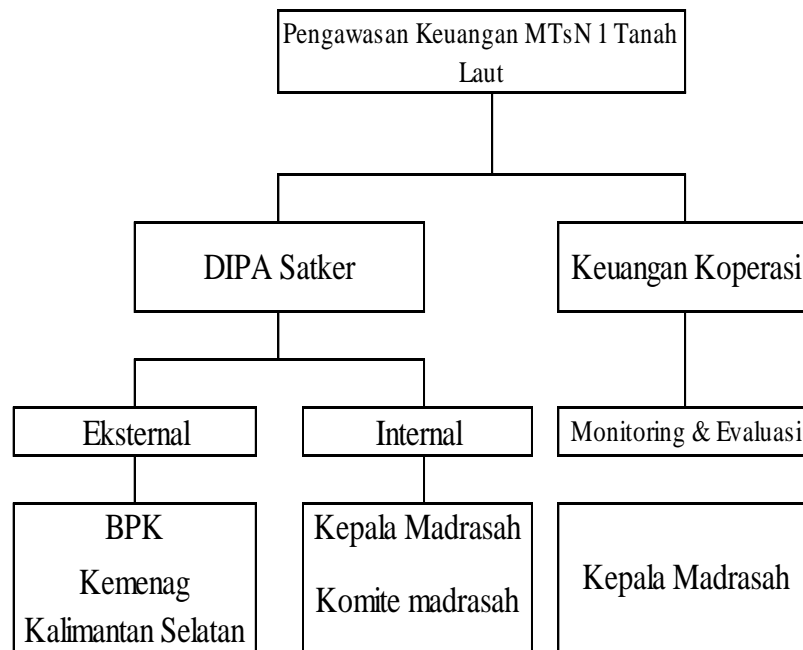 Pengawasan Keuangan MTsN 1 Tanah
Laut
DIPA Satker
Keuangan Koperasi
Eksternal
Internal
Monitoring & Evaluasi
BPK
Kemenag
Kalimantan Selatan
Kepala Madrasah
Komite madrasah
Kepala Madrasah